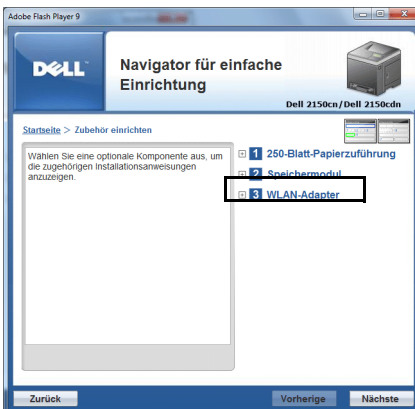 Adobe Flash Player 9
DELL™
Navigator für einfache
Einrichtung
Dell 2150cn/Dell 2150cdn
Startseite > Zubehör einrichten
Wählen Sie eine optionale Komponente aus, um
die zugehörigen Installationsanweisungen
anzuzeigen.
1 250-Blatt-Papierzuführung
2 Speichermodul
3 WLAN-Adapter
Zurück
Vorherige
Nächste